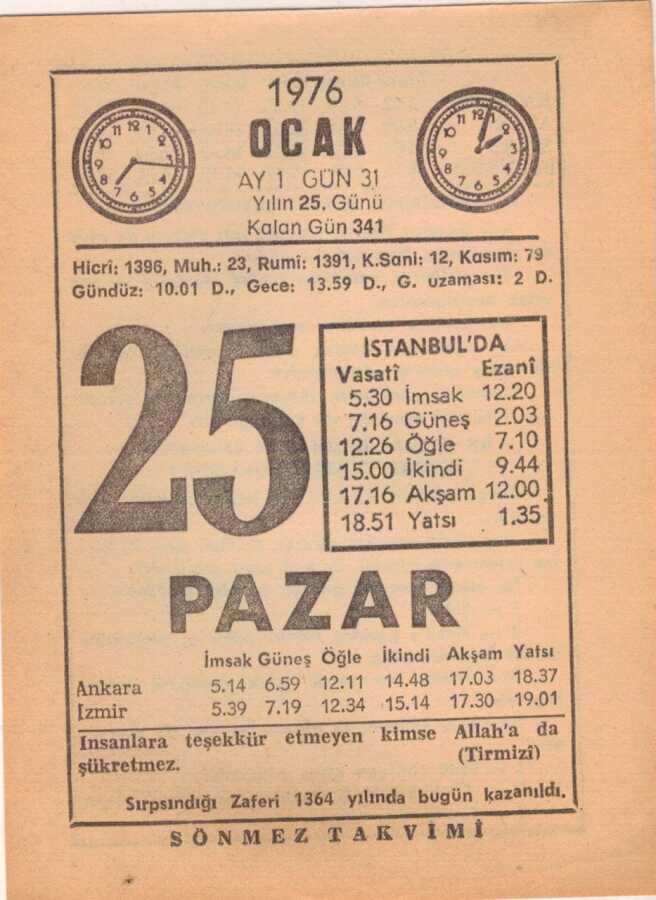 1976
OCAK
AY 1 GÜN 31
Yılın 25. Günü
Kalan Gün 341
Hicrî: 1396, Muh.: 23, Rumî: 1391, K.Sani: 12, Kasım: 79
Gündüz: 10.01 D., Gece: 13.59 D., G. uzaması: 2 D.
25
İSTANBUL'DA
Vasatî Ezanî
5.30 İmsak 12.20
7.16 Güneş 2.03
12.26 Öğle 7.10
15.00 İkindi 9.44
17.16 Akşam 12.00
18.51 Yatsı 1.35
PAZAR
İmsak Güneş Öğle İkindi Akşam Yatsı
Ankara 5.14 6.59 12.11 14.48 17.03 18.37
İzmir 5.39 7.19 12.34 15.14 17.30 19.01
İnsanlara teşekkür etmeyen kimse Allah'a da
şükretmez. (Tirmizî)
Sırpsındığı Zaferi 1364 yılında bugün kazanıldı.
SÖNMEZ TAKVİMİ